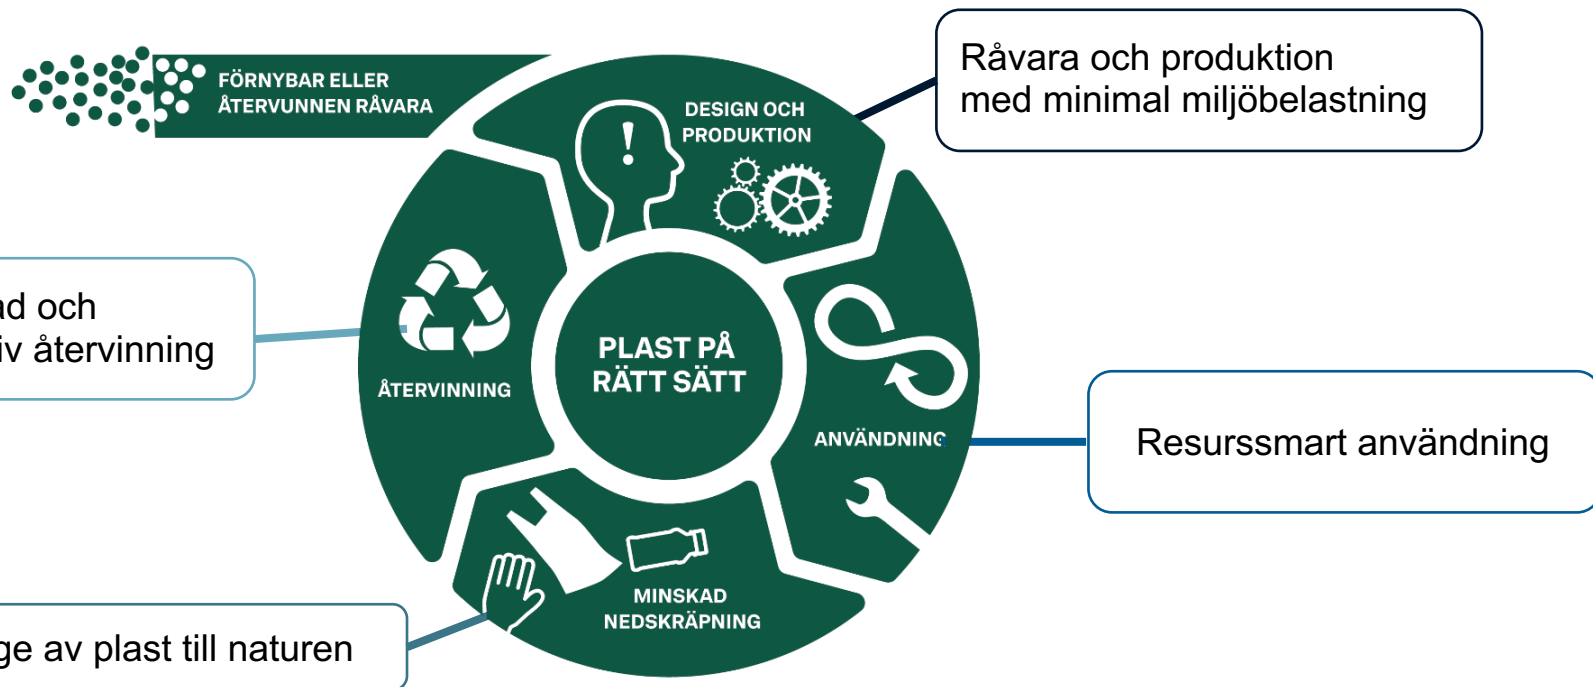 FÖRNYBAR ELLER
ÅTERVUNNEN RÅVARA
DESIGN OCH
PRODUKTION
Råvara och produktion
med minimal miljöbelastning
ad och
iv återvinning
ÅTERVINNING
PLAST PÅ
RÄTT SÄTT
ANVÄNDNING
Resurssmart användning
MINSKAD
NEDSKRÄPNING
ge av plast till naturen